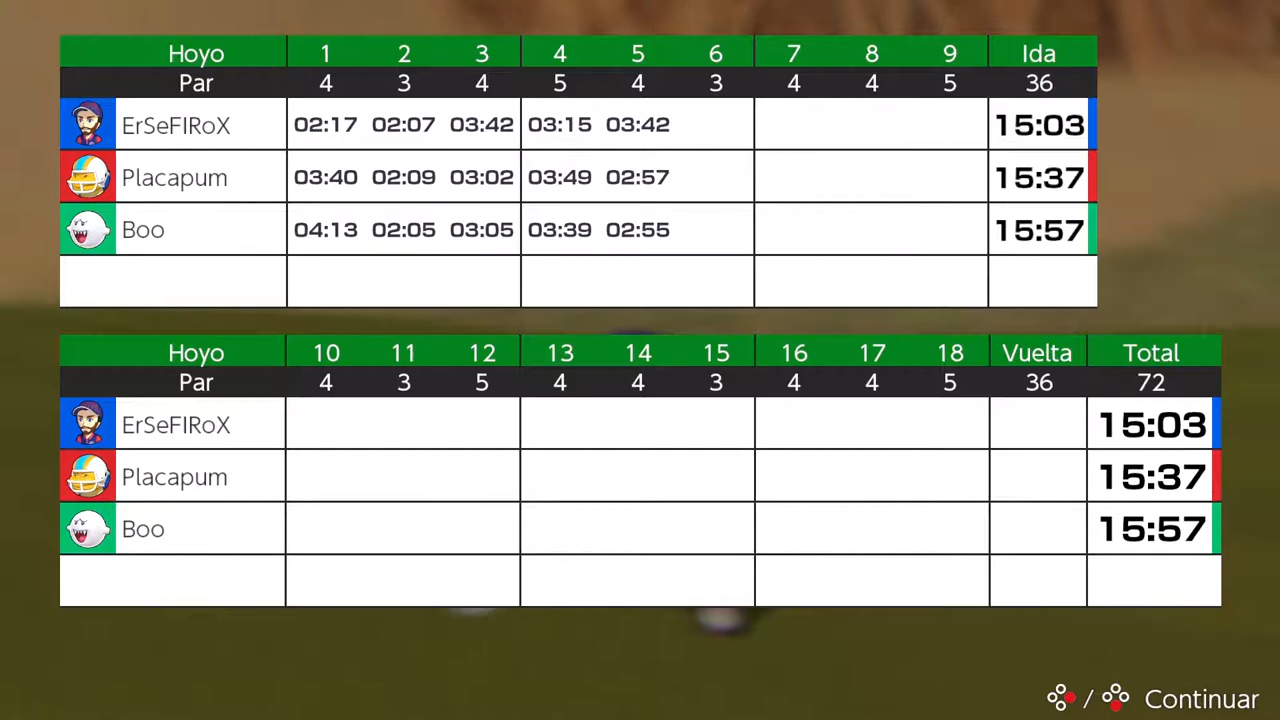 Hoyo 1 2 3 4 5 6 7 8 9 Ida
Par 4 3 4 5 4 3 4 4 5 36
ErSeFIRoX 02:17 02:07 03:42 03:15 03:42 15:03
Placapum 03:40 02:09 03:02 03:49 02:57 15:37
Boo 04:13 02:05 03:05 03:39 02:55 15:57
Hoyo 10 11 12 13 14 15 16 17 18 Vuelta Total
Par 4 3 5 4 4 3 4 4 5 36 72
ErSeFIRoX 15:03
Placapum 15:37
Boo 15:57
/ Continuar